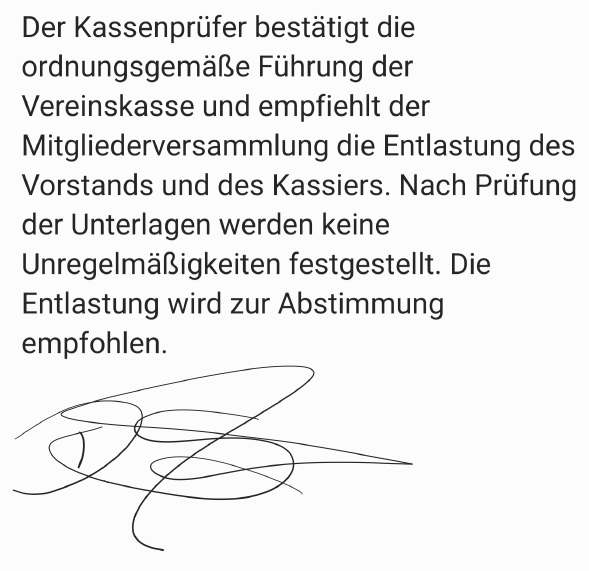 Der Kassenprüfer bestätigt die
ordnungsgemäße Führung der
Vereinskasse und empfiehlt der
Mitgliederversammlung die Entlastung des
Vorstands und des Kassiers. Nach Prüfung
der Unterlagen werden keine
Unregelmäßigkeiten festgestellt. Die
Entlastung wird zur Abstimmung
empfohlen.